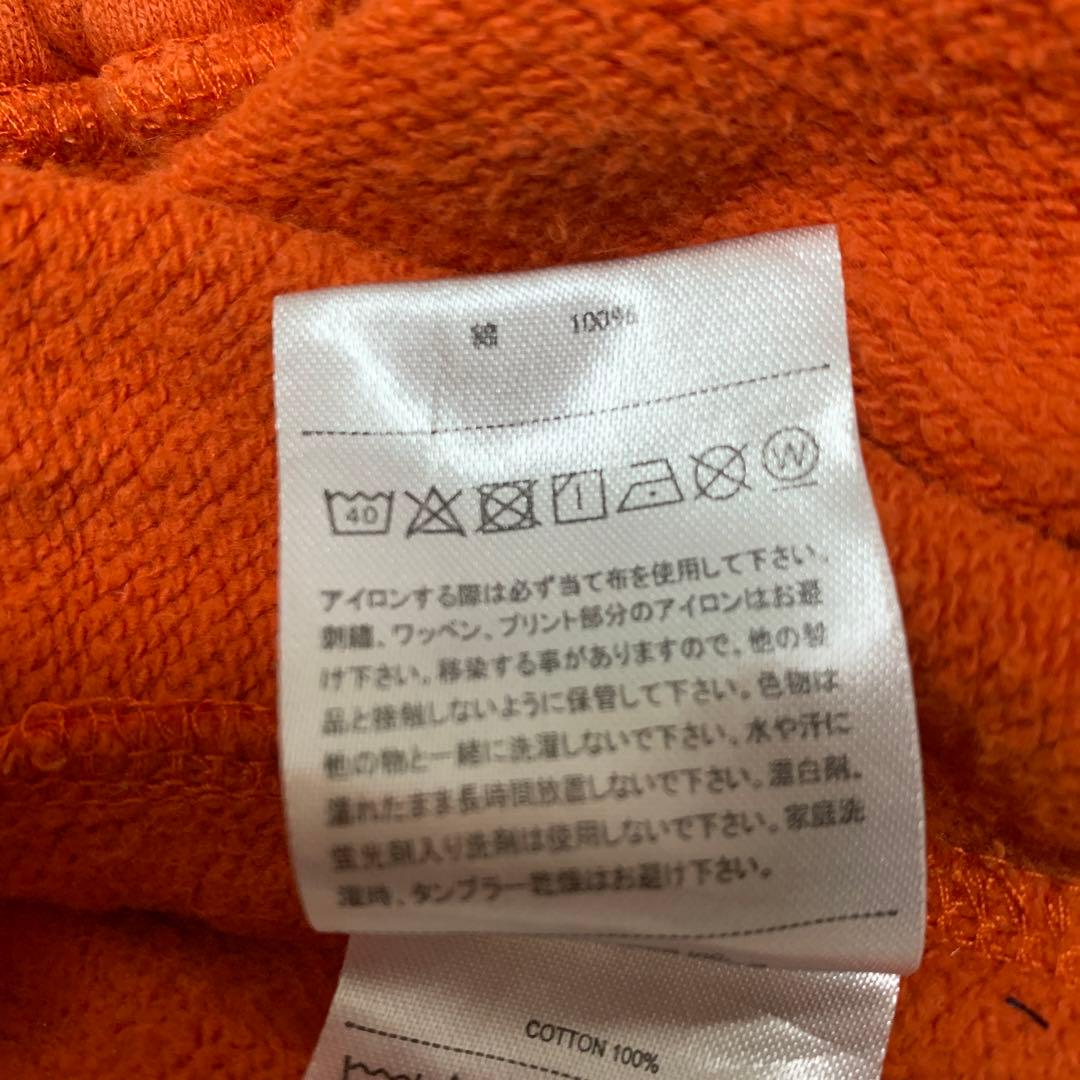 綿 100%
40
W
アイロンする際は必ず当て布を使用して下さい。
刺繍、ワッペン、プリント部分のアイロンはお避
け下さい。移染する事がありますので、他の製
品と接触しないように保管して下さい。色物は
他の物と一緒に洗濯しないで下さい。水や汗に
濡れたまま長時間放置しないで下さい。漂白剤。
蛍光剤入り洗剤は使用しないで下さい。家庭洗
濯時、タンブラー乾燥はお避け下さい。
COTTON 100%